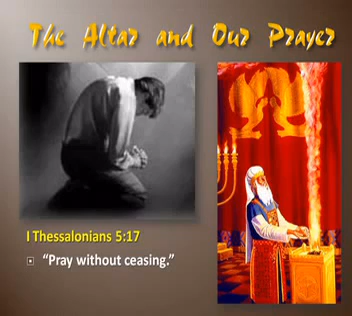 The Altar and Our Prayer
I Thessalonians 5:17
“Pray without ceasing.”